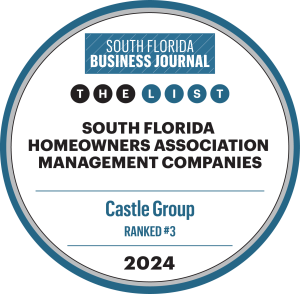 SOUTH FLORIDA
BUSINESS JOURNAL
THE LIST
SOUTH FLORIDA
HOMEOWNERS ASSOCIATION
MANAGEMENT COMPANIES
Castle Group
RANKED #3
2024